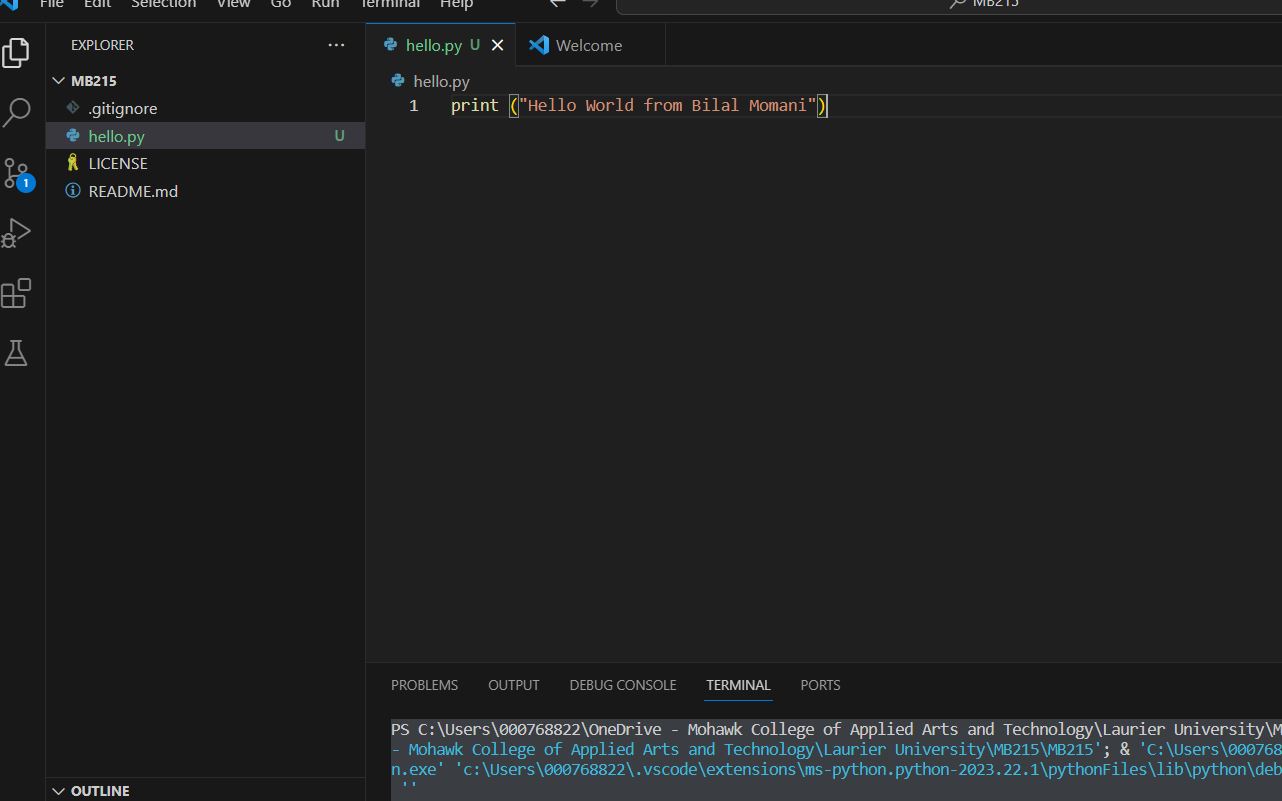 File Edit Selection View Go Run Terminal Help MB215
EXPLORER ...
hello.py U Welcome
MB215
hello.py
.gitignore
1 print ("Hello World from Bilal Momani")
hello.py U
LICENSE
README.md
1
PROBLEMS OUTPUT DEBUG CONSOLE TERMINAL PORTS
PS C:\Users\000768822\OneDrive - Mohawk College of Applied Arts and Technology\Laurier University\M
- Mohawk College of Applied Arts and Technology\Laurier University\MB215\MB215'; & 'C:\Users\000768
n.exe' 'c:\Users\000768822\.vscode\extensions\ms-python.python-2023.22.1\pythonFiles\lib\python\deb
''
OUTLINE